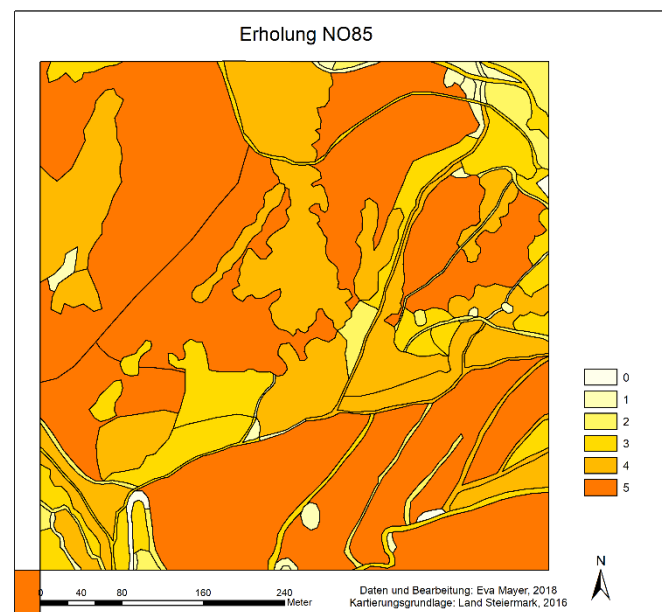 Erholung NO85
0
1
2
3
4
5
N
0 40 80 160 240
Meter
Daten und Bearbeitung: Eva Mayer, 2018
Kartierungsgrundlage: Land Steiermark, 2016